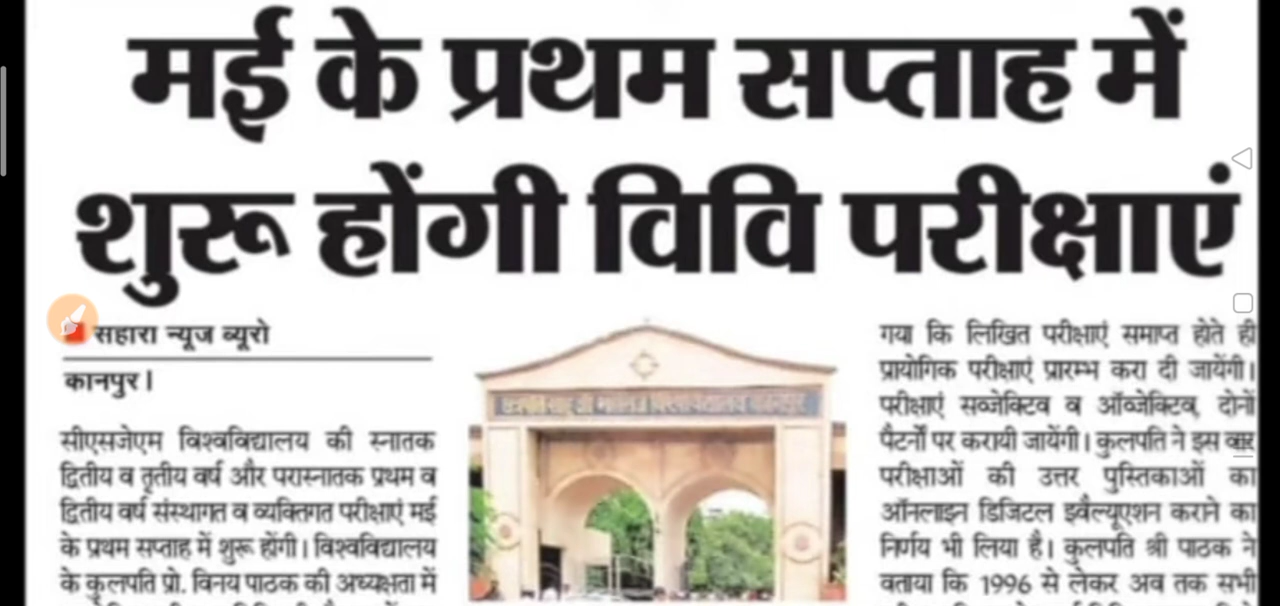 मई के प्रथम सप्ताह में
शुरू होंगी विवि परीक्षाएं
सहारा न्यूज ब्यूरो
कानपुर।
सीएसजेएम विश्वविद्यालय की स्नातक
द्वितीय व तृतीय वर्ष और परास्नातक प्रथम व
द्वितीय वर्ष संस्थागत व व्यक्तिगत परीक्षाएं मई
के प्रथम सप्ताह में शुरू होंगी। विश्वविद्यालय
के कुलपति प्रो. विनय पाठक की अध्यक्षता में
गया कि लिखित परीक्षाएं समाप्त होते ही
प्रायोगिक परीक्षाएं प्रारम्भ करा दी जायेंगी।
परीक्षाएं सब्जेक्टिव व ऑब्जेक्टिव, दोनों
पैटर्नों पर करायी जायेंगी। कुलपति ने इस बार
परीक्षाओं की उत्तर पुस्तिकाओं का
ऑनलाइन डिजिटल इवैल्यूएशन कराने का
निर्णय भी लिया है। कुलपति श्री पाठक ने
बताया कि 1996 से लेकर अब तक सभी